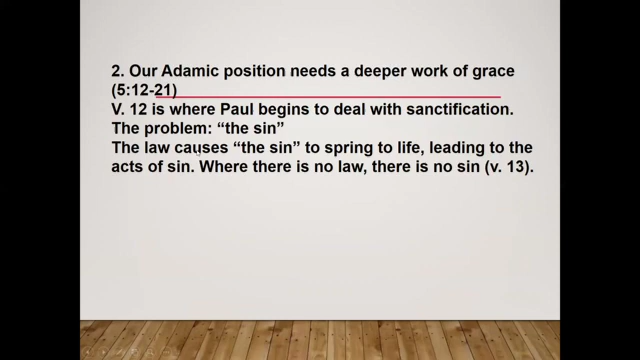 2. Our Adamic position needs a deeper work of grace
(5:12-21)
V. 12 is where Paul begins to deal with sanctification.
The problem: “the sin”
The law causes “the sin” to spring to life, leading to the
acts of sin. Where there is no law, there is no sin (v. 13).